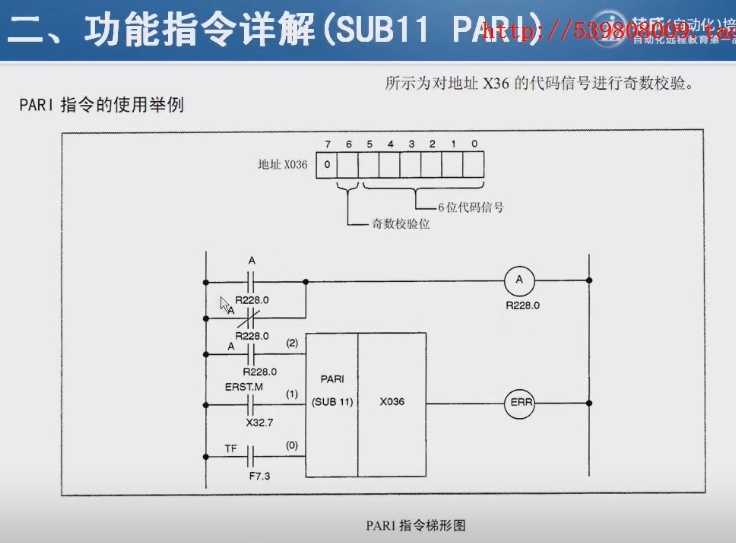 二、功能指令详解(SUB11 PARI)
http://539808009.tao
(自动化)培
自动化远程教育第一
所示为对地址 X36 的代码信号进行奇数校验。
PARI 指令的使用举例
7 6 5 4 3 2 1 0
地址 X036
0
6位代码信号
奇数校验位
A
A
R228.0
R228.0
A
R228.0
A
(2)
R228.0
ERST.M
(1)
X32.7
TF
(0)
F7.3
PARI
(SUB 11)
X036
ERR
PARI 指令梯形图